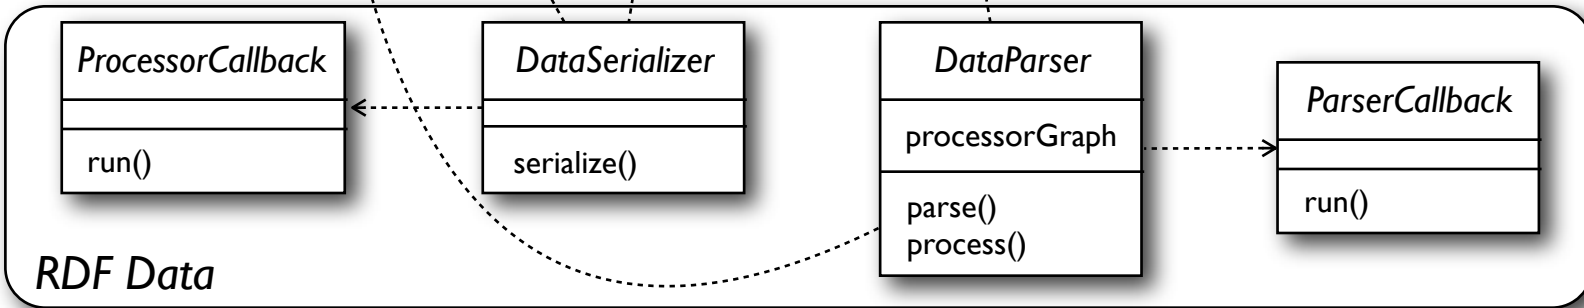 ProcessorCallback
run()
DataSerializer
serialize()
DataParser
processorGraph
parse()
process()
ParserCallback
run()
RDF Data